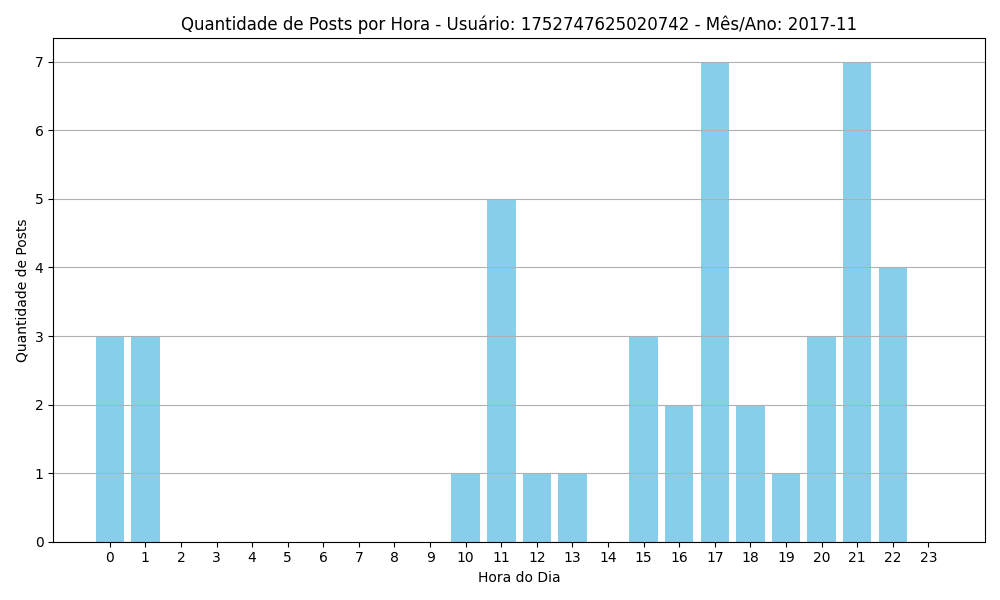 Quantidade de Posts por Hora - Usuário: 1752747625020742 - Mês/Ano: 2017-11
Quantidade de Posts
7
6
5
4
3
2
1
0
0 1 2 3 4 5 6 7 8 9 10 11 12 13 14 15 16 17 18 19 20 21 22 23
Hora do Dia